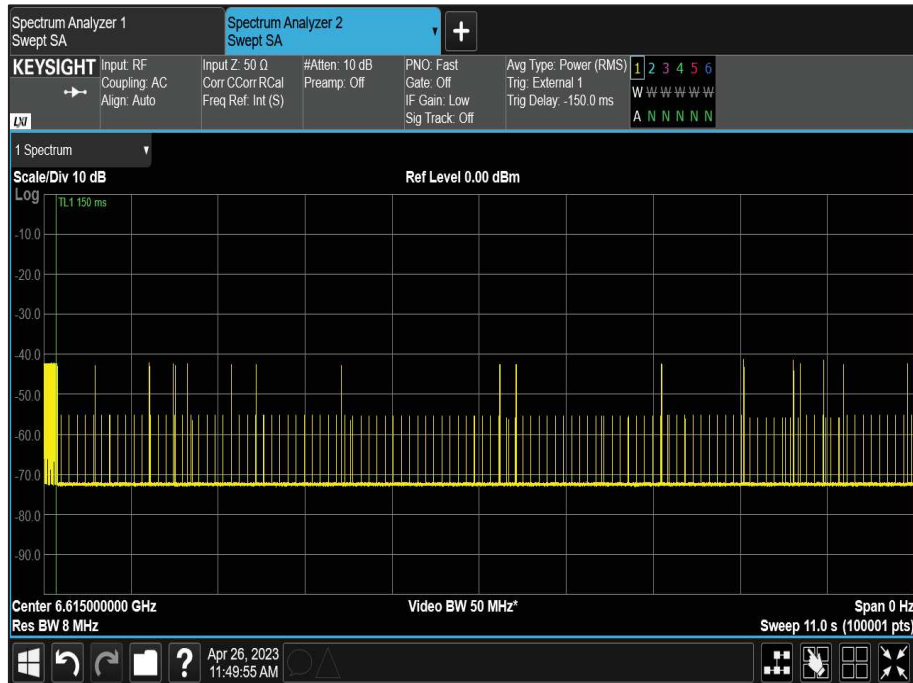 Spectrum Analyzer 1
Swept SA
Spectrum Analyzer 2
Swept SA
+
KEYSIGHT
LXI
Input: RF
Coupling: AC
Align: Auto
Input Z: 50 Ω
Corr CCorr RCal
Freq Ref: Int (S)
#Atten: 10 dB
Preamp: Off
PNO: Fast
Gate: Off
IF Gain: Low
Sig Track: Off
Avg Type: Power (RMS)
Trig: External 1
Trig Delay: -150.0 ms
1 2 3 4 5 6
W W W W W W
A N N N N N
1 Spectrum
Scale/Div 10 dB
Ref Level 0.00 dBm
Log
TL1 150 ms
-10.0
-20.0
-30.0
-40.0
-50.0
-60.0
-70.0
-80.0
-90.0
Center 6.615000000 GHz
Video BW 50 MHz*
Span 0 Hz
Res BW 8 MHz
Sweep 11.0 s (100001 pts)
?
Apr 26, 2023
11:49:55 AM